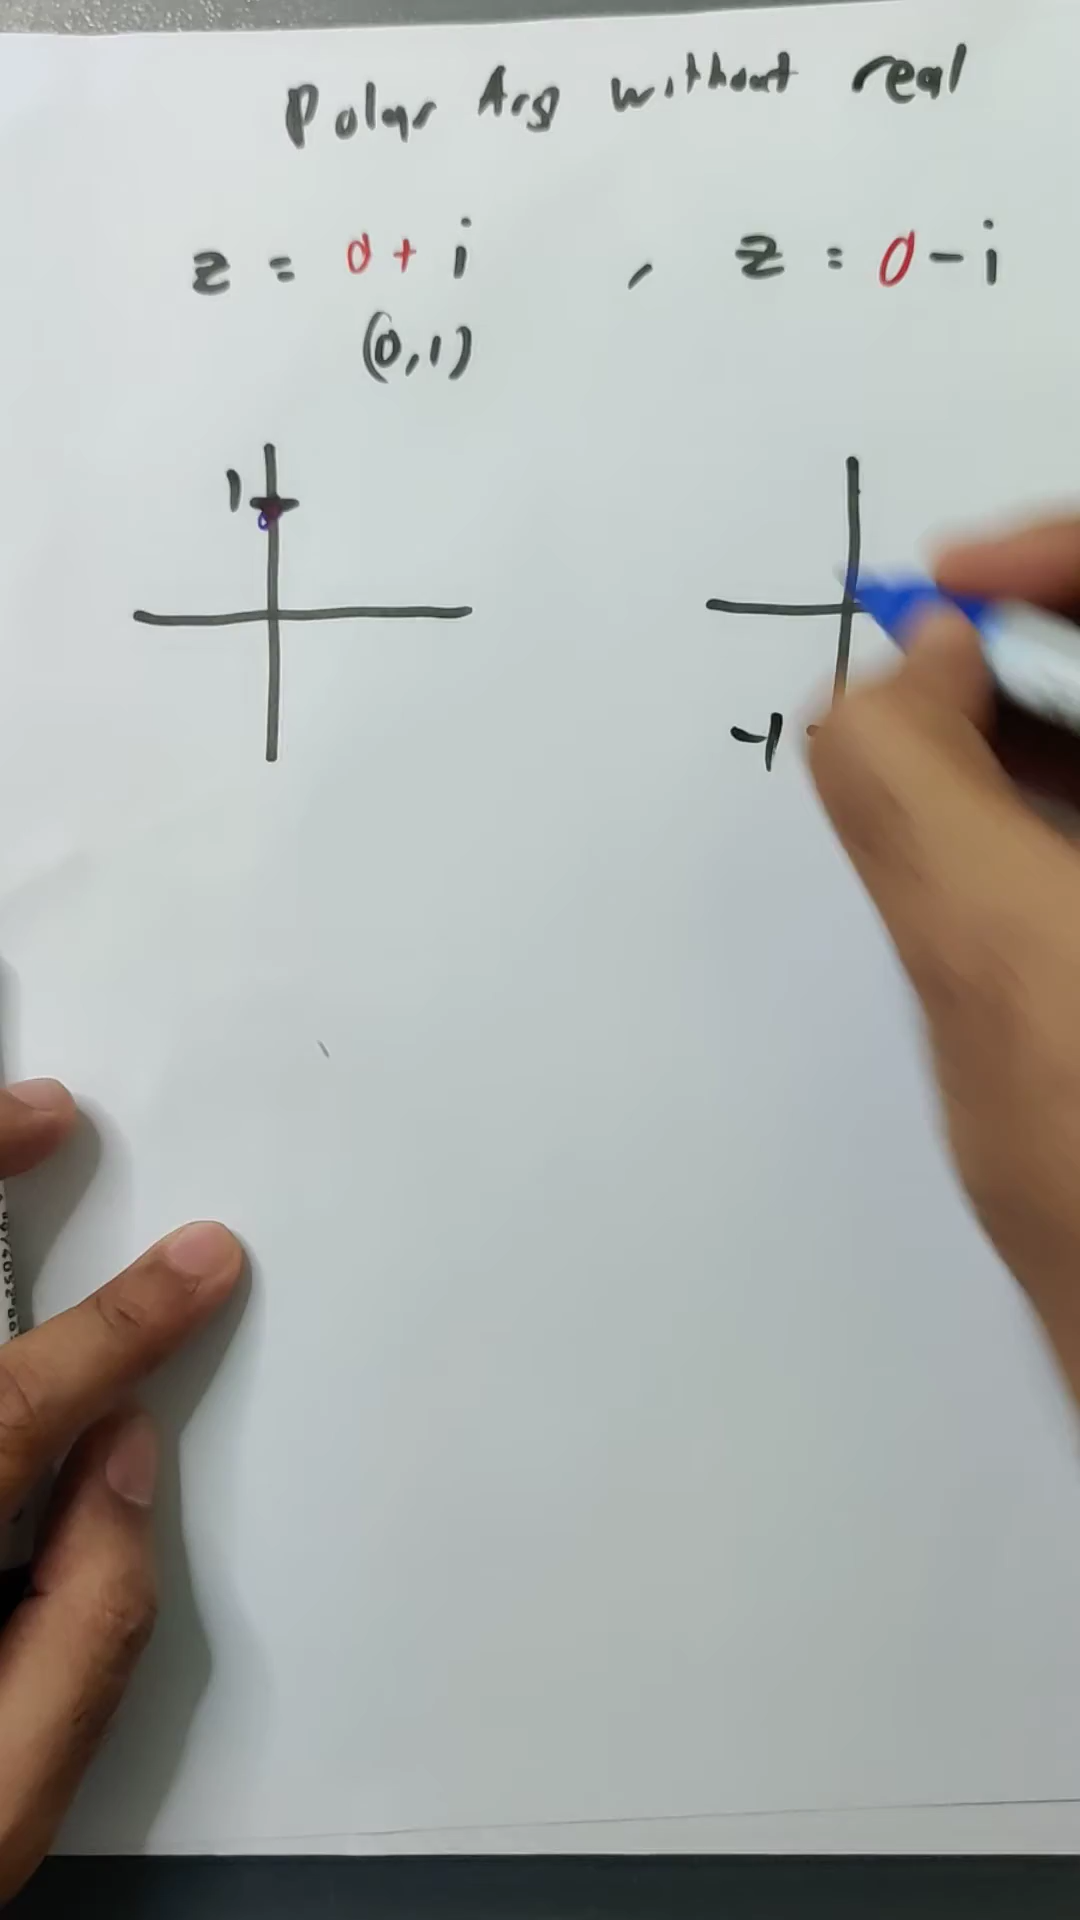 Polar Arg without real
z = 0 + i , z = 0 - i
(0,1)
1
-1